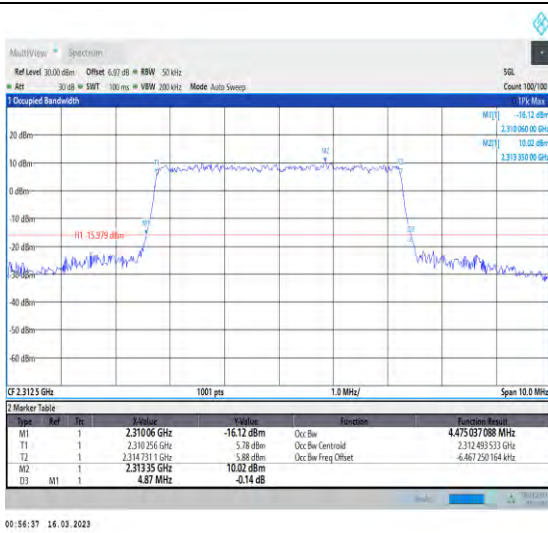 MultiView Spectrum
Ref Level 30.00 dBm Offset 6.97 dB RBW 50 kHz SGL
Att 30 dB SWT 100 ms VBW 200 kHz Mode Auto Sweep Count 100/100
1 Occupied Bandwidth 1Pk Max
M1[1] -16.12 dBm
2.310 060 00 GHz
M2[1] 10.02 dBm
2.313 350 00 GHz
20 dBm
M2
10 dBm
T1
0 dBm
-10 dBm
M1
H1 -15.979 dBm
D3
-20 dBm
-30 dBm
-40 dBm
-50 dBm
-60 dBm
CF 2.3125 GHz 1001 pts 1.0 MHz/ Span 10.0 MHz
2 Marker Table
Type Ref Trc X-Value Y-Value Function Function Result
M1 1 2.31006 GHz -16.12 dBm Occ Bw 4.475 037 088 MHz
T1 1 2.310 256 GHz 5.78 dBm Occ Bw Centroid 2.312 493 533 GHz
T2 1 2.314 731 1 GHz 5.88 dBm Occ Bw Freq Offset -6.467 250 164 kHz
M2 1 2.31335 GHz 10.02 dBm
D3 M1 1 4.87 MHz -0.14 dB
00:56:37 16.03.2023